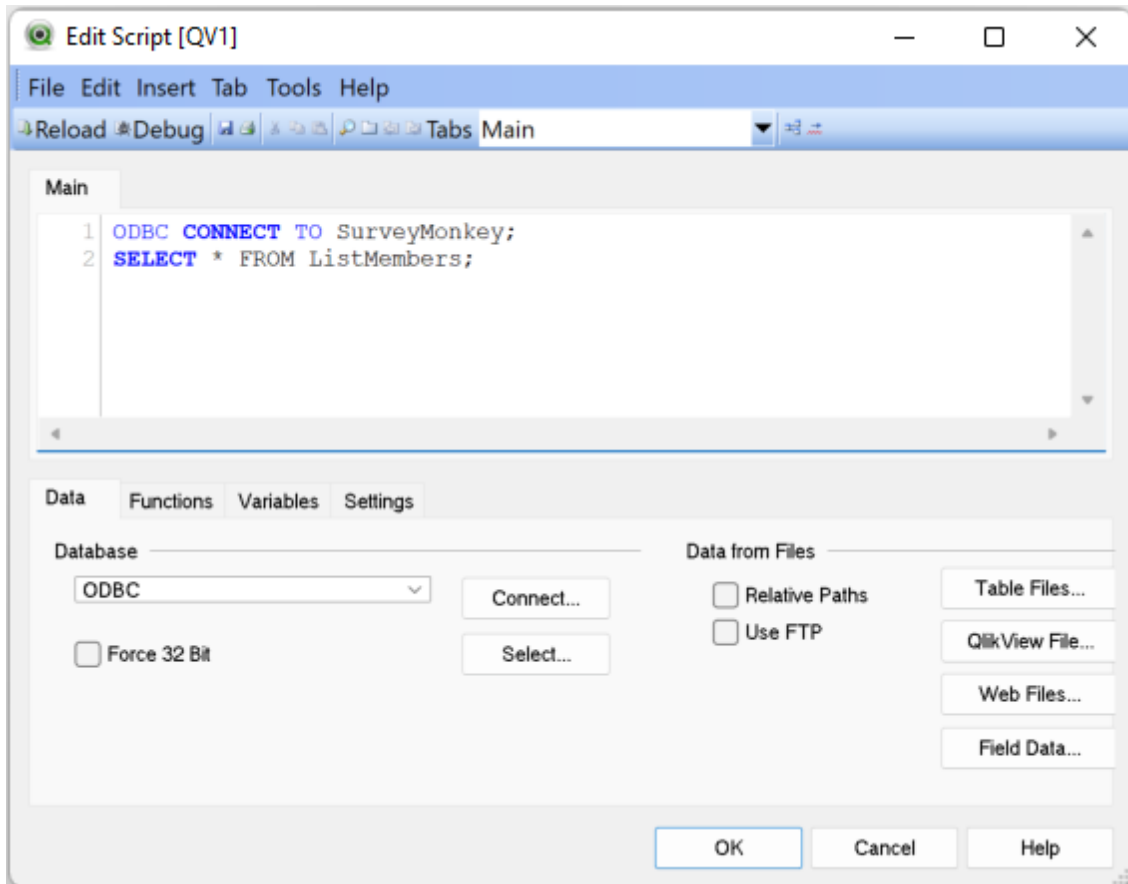 Edit Script [QV1]
File Edit Insert Tab Tools Help
Reload Debug Tabs Main
Main
1 ODBC CONNECT TO SurveyMonkey;
2 SELECT * FROM ListMembers;
Data Functions Variables Settings
Database Data from Files
ODBC Connect... Relative Paths Table Files...
Use FTP QlikView File...
Force 32 Bit Select...
Web Files...
Field Data...
OK Cancel Help